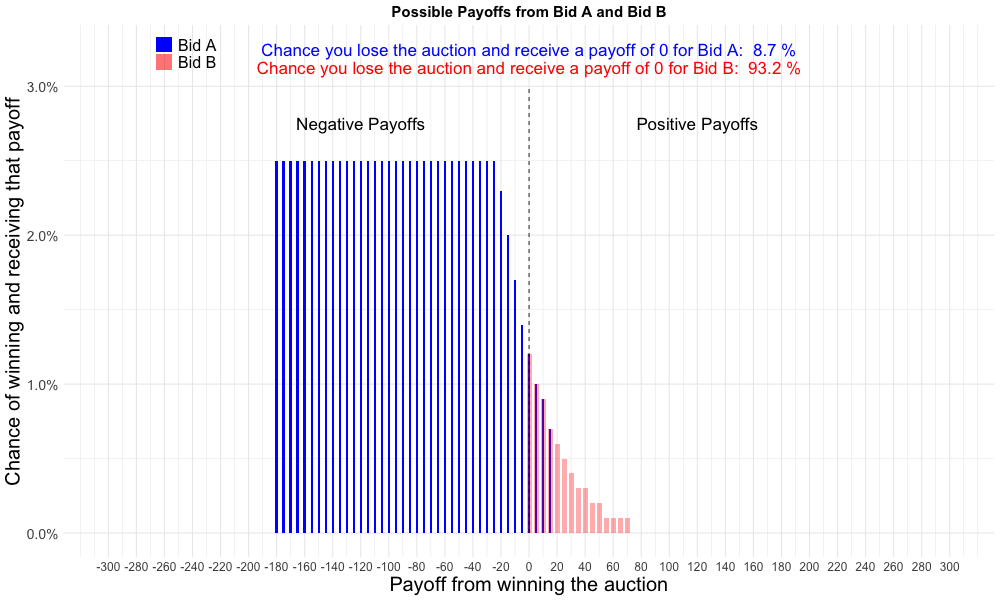 Possible Payoffs from Bid A and Bid B
Bid A
Bid B
Chance you lose the auction and receive a payoff of 0 for Bid A:  8.7 %
Chance you lose the auction and receive a payoff of 0 for Bid B:  93.2 %
Negative Payoffs
Positive Payoffs
Chance of winning and receiving that payoff
3.0%
2.0%
1.0%
0.0%
-300 -280 -260 -240 -220 -200 -180 -160 -140 -120 -100 -80 -60 -40 -20 0 20 40 60 80 100 120 140 160 180 200 220 240 260 280 300
Payoff from winning the auction